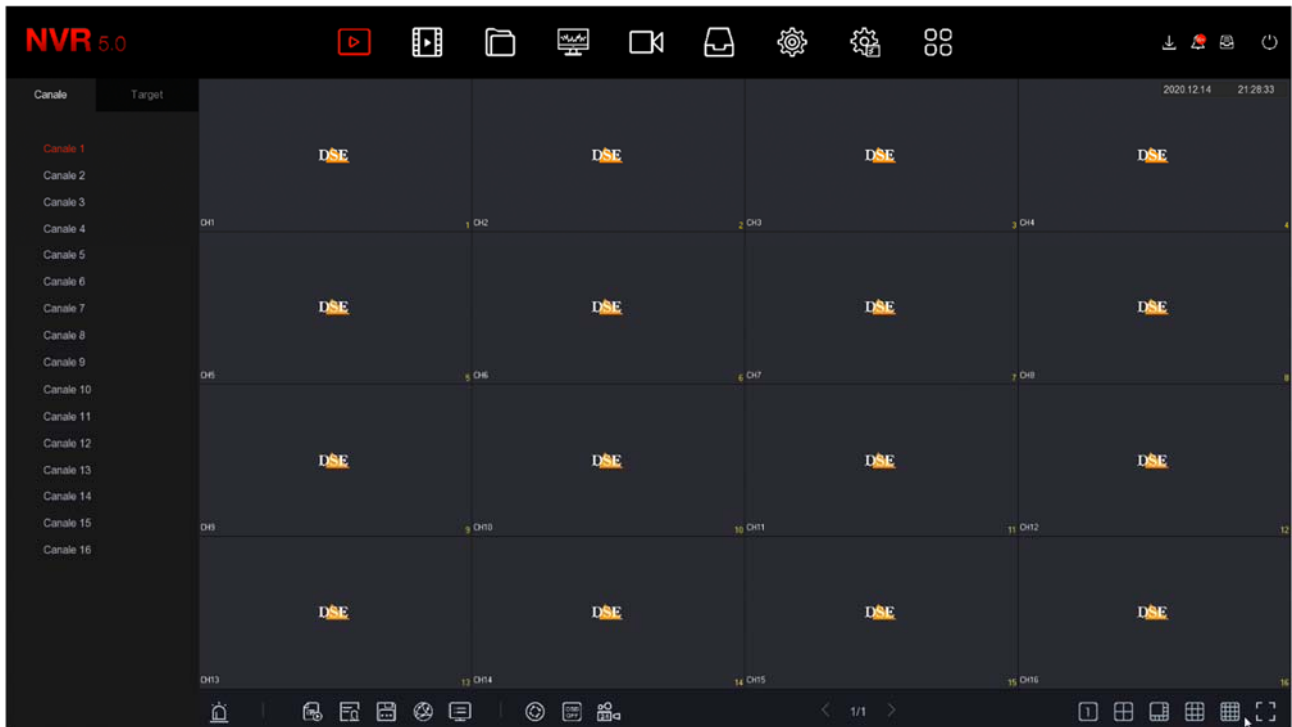 NVR 5.0
Canale Target
2020.12.14 21:28:33
Canale 1
Canale 2
Canale 3
Canale 4
Canale 5
Canale 6
Canale 7
Canale 8
Canale 9
Canale 10
Canale 11
Canale 12
Canale 13
Canale 14
Canale 15
Canale 16
DSE DSE DSE DSE
CH1 1 CH2 2 CH3 3 CH4 4
DSE DSE DSE DSE
CH5 5 CH6 6 CH7 7 CH8 8
DSE DSE DSE DSE
CH9 9 CH10 10 CH11 11 CH12 12
DSE DSE DSE DSE
CH13 13 CH14 14 CH15 15 CH16 16
1/1
1